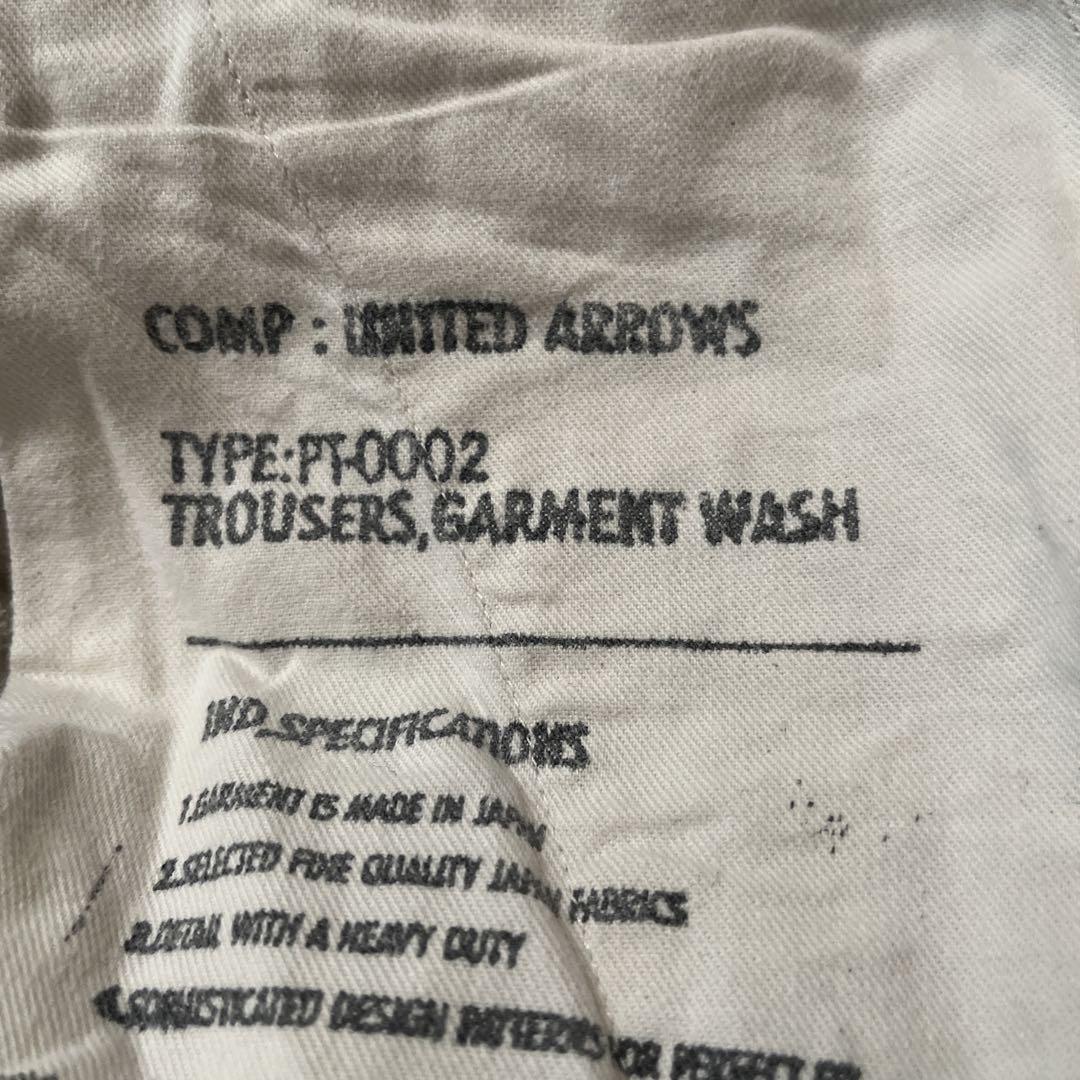 COMP : UNITED ARROWS
TYPE:PT-0002
TROUSERS,GARMENT WASH
IND_SPECIFICATIONS
1.GARMENT IS MADE IN JAPAN
2.SELECTED FINE QUALITY JAPAN FABRICS
3.DETAIL WITH A HEAVY DUTY
4.SOPHISTICATED DESIGN PATTERNS FOR PERFECT